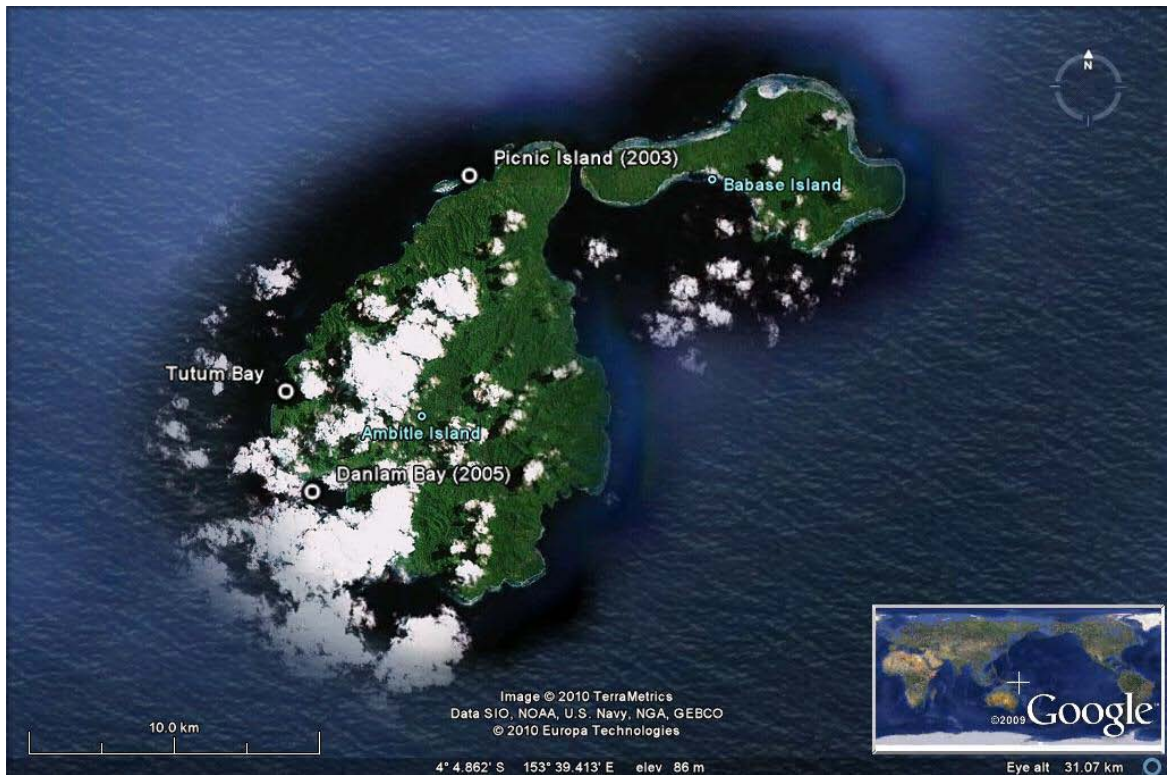 N
Picnic Island (2003)
Babase Island
Tutum Bay
Ambitle Island
Danlam Bay (2005)
Image © 2010 TerraMetrics
Data SIO, NOAA, U.S. Navy, NGA, GEBCO
© 2010 Europa Technologies
10.0 km
©2009 Google™
4° 4.862' S 153° 39.413' E elev 86 m
Eye alt 31.07 km